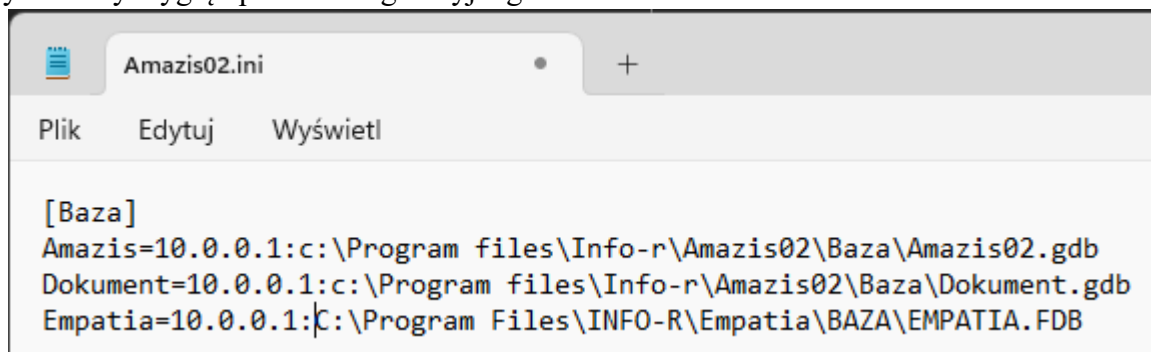 Amazis02.ini
Plik Edytuj Wyświetl
[Baza]
Amazis=10.0.0.1:c:\Program files\Info-r\Amazis02\Baza\Amazis02.gdb
Dokument=10.0.0.1:c:\Program files\Info-r\Amazis02\Baza\Dokument.gdb
Empatia=10.0.0.1:C:\Program Files\INFO-R\Empatia\BAZA\EMPATIA.FDB